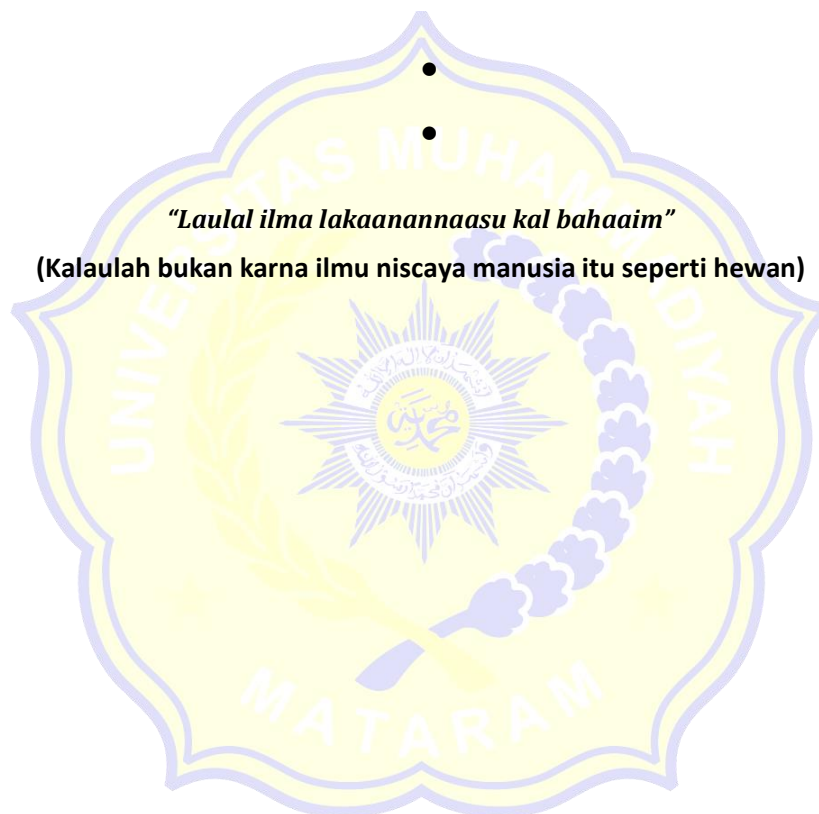 •
•
“Laulal ilma lakaanannaasu kal bahaaim”
(Kalaulah bukan karna ilmu niscaya manusia itu seperti hewan)
UNIVERSITAS MUHAMMADIYAH
MATARAM